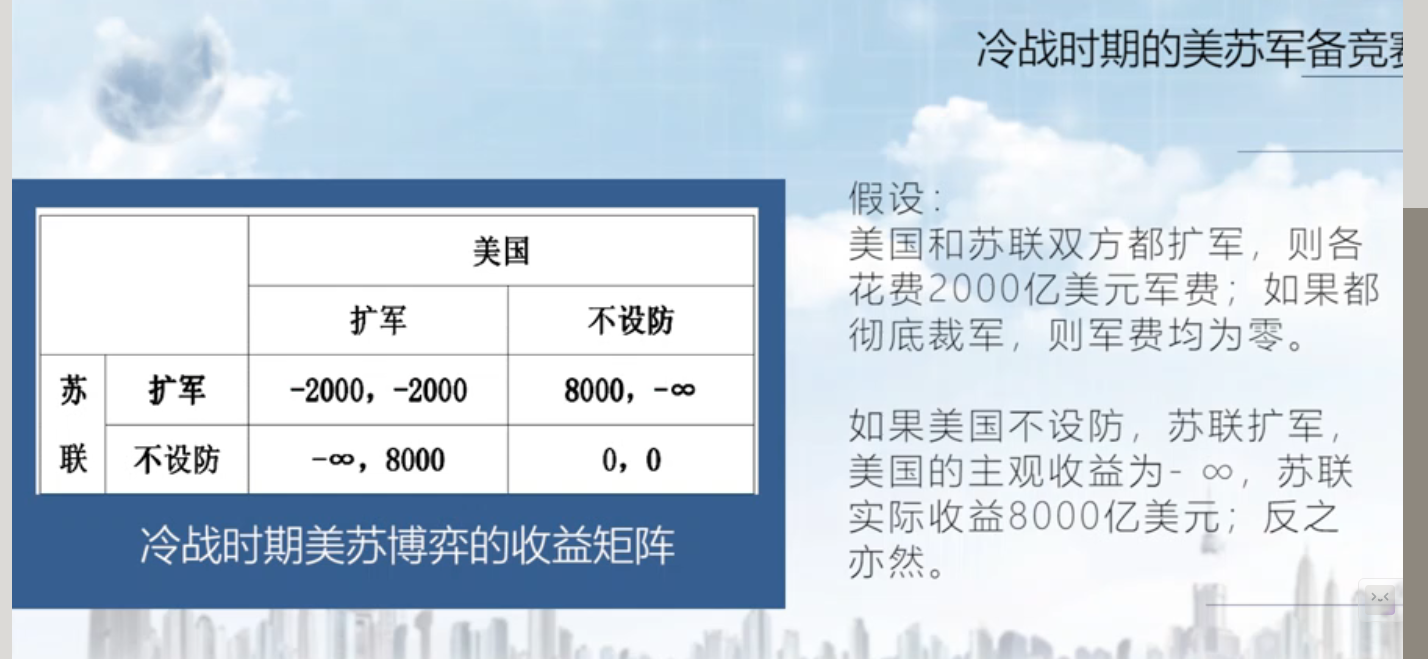 冷战时期的美苏军备竞赛
美国
扩军 不设防
苏 扩军 -2000，-2000 8000，-∞
联 不设防 -∞，8000 0，0
冷战时期美苏博弈的收益矩阵
假设：
美国和苏联双方都扩军，则各
花费2000亿美元军费；如果都
彻底裁军，则军费均为零。
如果美国不设防，苏联扩军，
美国的主观收益为- ∞，苏联
实际收益8000亿美元；反之
亦然。